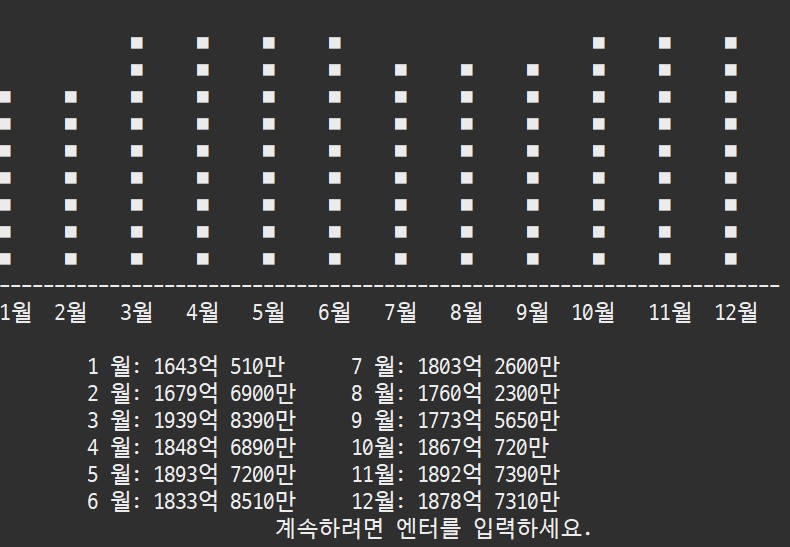 1월 2월 3월 4월 5월 6월 7월 8월 9월 10월 11월 12월
1 월: 1643억 510만 7 월: 1803억 2600만
2 월: 1679억 6900만 8 월: 1760억 2300만
3 월: 1939억 8390만 9 월: 1773억 5650만
4 월: 1848억 6890만 10월: 1867억 720만
5 월: 1893억 7200만 11월: 1892억 7390만
6 월: 1833억 8510만 12월: 1878억 7310만
계속하려면 엔터를 입력하세요.